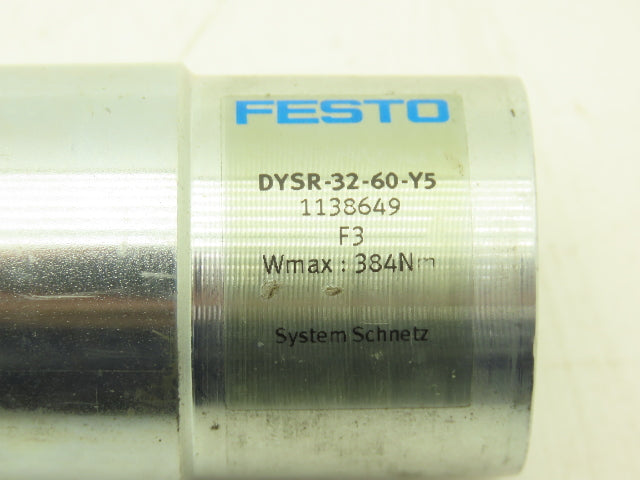 FESTO
DYSR-32-60-Y5
1138649
F3
Wmax : 384Nm
System Schnetz